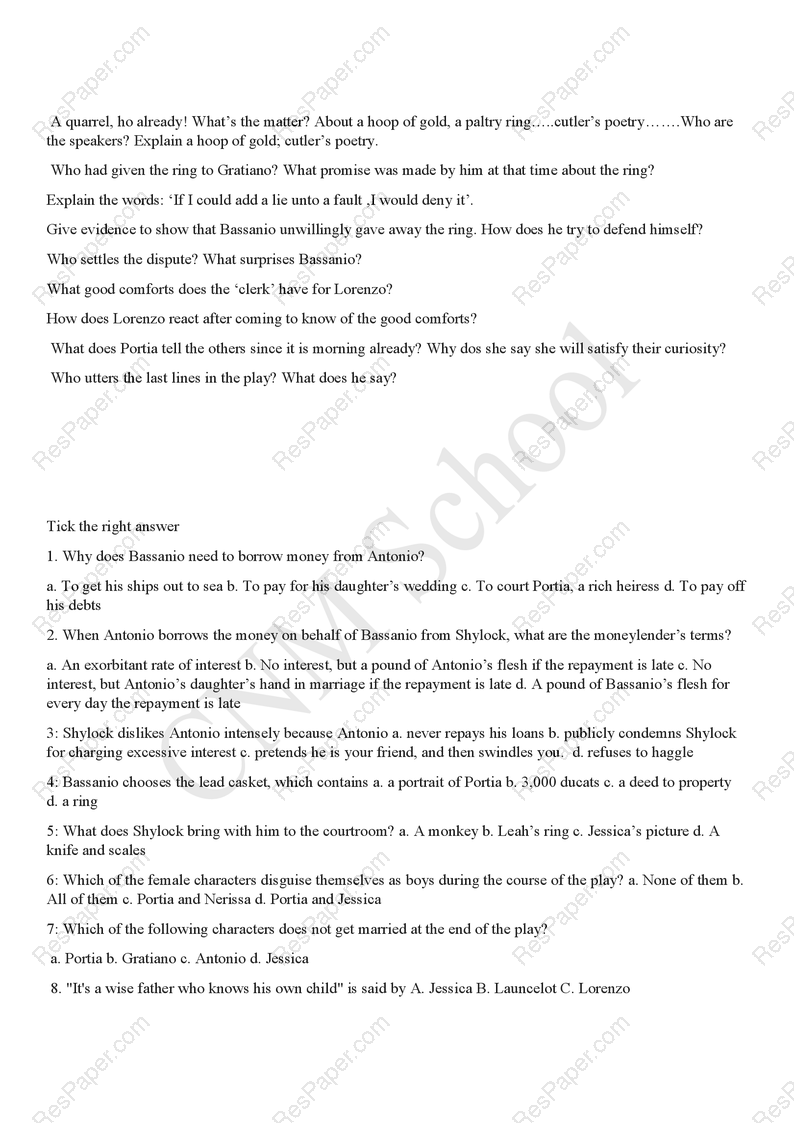 A quarrel, ho already! What's the matter? About a hoop of gold, a paltry ring…..cutler's poetry…….Who are
the speakers? Explain a hoop of gold; cutler's poetry.
Who had given the ring to Gratiano? What promise was made by him at that time about the ring?
Explain the words: ‘If I could add a lie unto a fault ,I would deny it’.
Give evidence to show that Bassanio unwillingly gave away the ring. How does he try to defend himself?
Who settles the dispute? What surprises Bassanio?
What good comforts does the ‘clerk’ have for Lorenzo?
How does Lorenzo react after coming to know of the good comforts?
What does Portia tell the others since it is morning already? Why dos she say she will satisfy their curiosity?
Who utters the last lines in the play? What does he say?
Tick the right answer
1. Why does Bassanio need to borrow money from Antonio?
a. To get his ships out to sea b. To pay for his daughter's wedding c. To court Portia, a rich heiress d. To pay off
his debts
2. When Antonio borrows the money on behalf of Bassanio from Shylock, what are the moneylender's terms?
a. An exorbitant rate of interest b. No interest, but a pound of Antonio's flesh if the repayment is late c. No
interest, but Antonio's daughter's hand in marriage if the repayment is late d. A pound of Bassanio's flesh for
every day the repayment is late
3: Shylock dislikes Antonio intensely because Antonio a. never repays his loans b. publicly condemns Shylock
for charging excessive interest c. pretends he is your friend, and then swindles you. d. refuses to haggle
4: Bassanio chooses the lead casket, which contains a. a portrait of Portia b. 3,000 ducats c. a deed to property
d. a ring
5: What does Shylock bring with him to the courtroom? a. A monkey b. Leah's ring c. Jessica's picture d. A
knife and scales
6: Which of the female characters disguise themselves as boys during the course of the play? a. None of them b.
All of them c. Portia and Nerissa d. Portia and Jessica
7: Which of the following characters does not get married at the end of the play?
a. Portia b. Gratiano c. Antonio d. Jessica
8. "It's a wise father who knows his own child" is said by A. Jessica B. Launcelot C. Lorenzo
CNM School
ResPaper.com